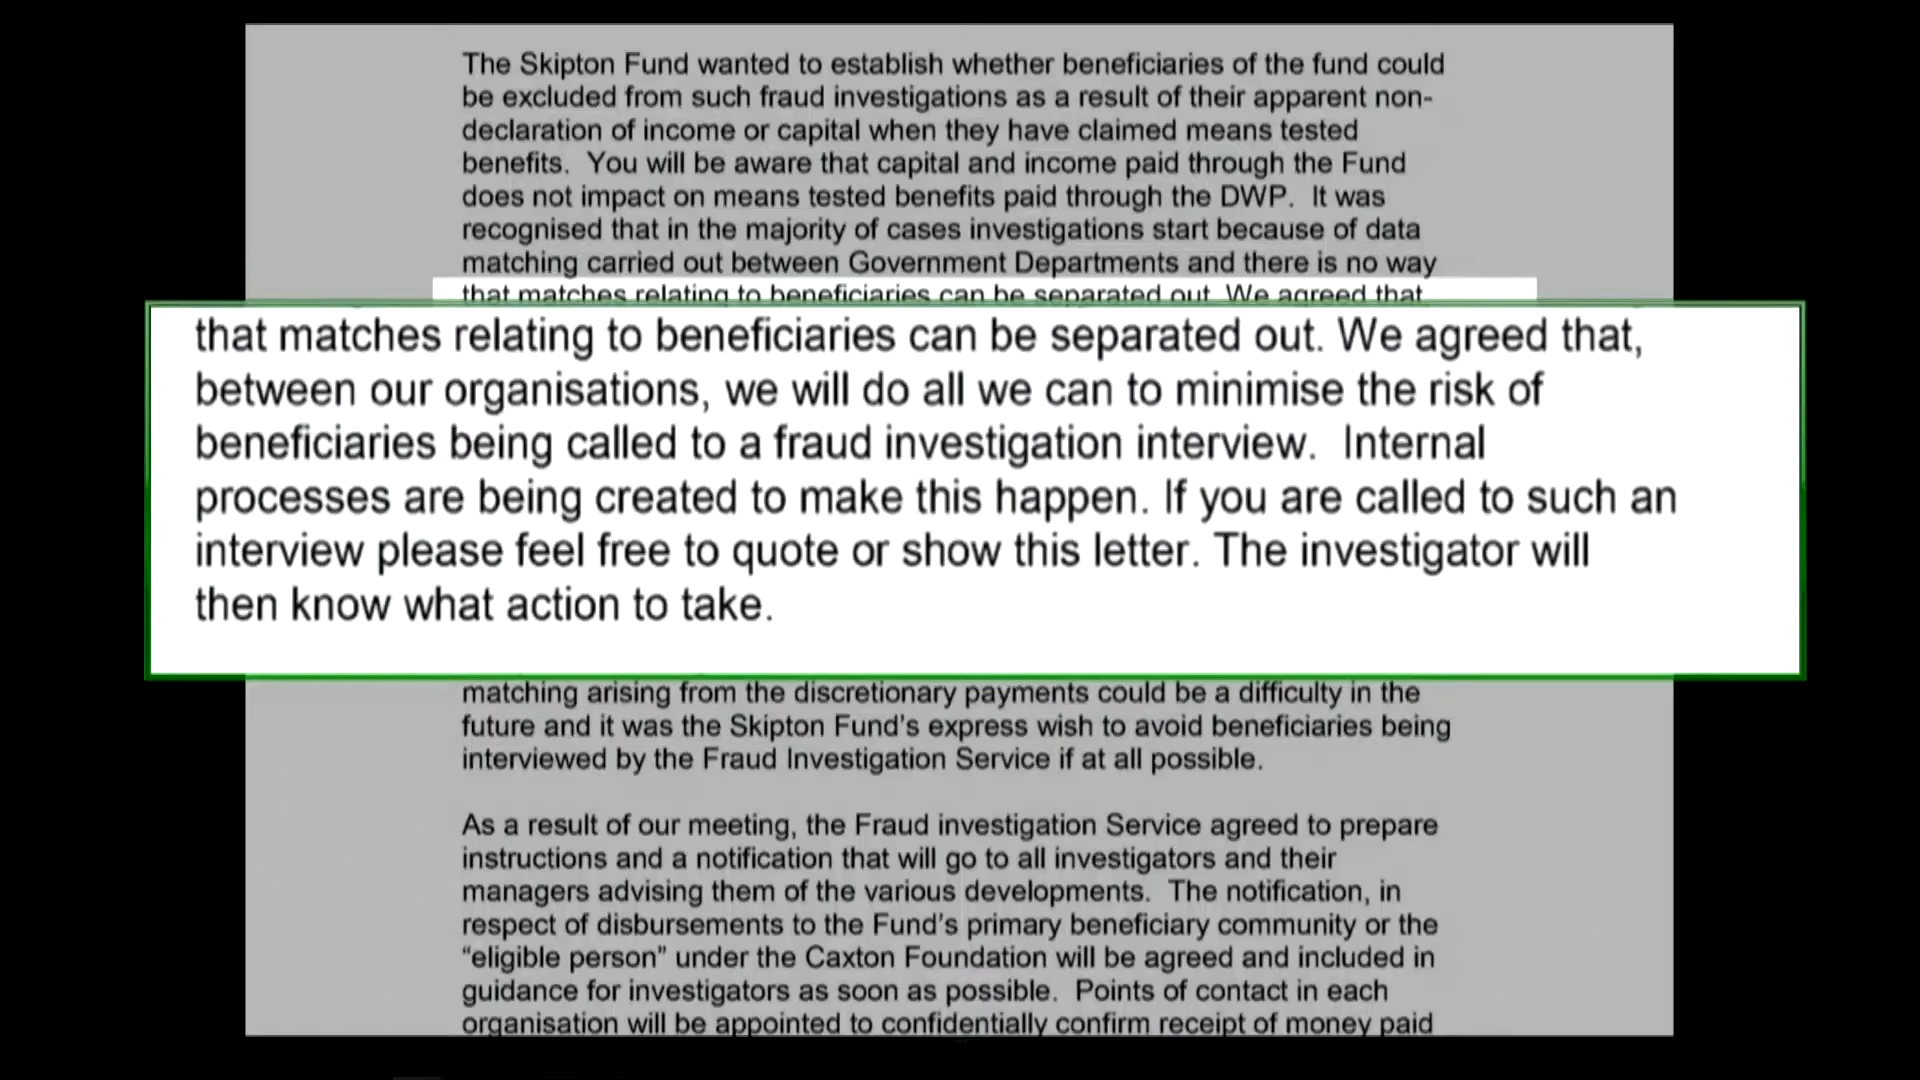 The Skipton Fund wanted to establish whether beneficiaries of the fund could
be excluded from such fraud investigations as a result of their apparent non-
declaration of income or capital when they have claimed means tested
benefits.  You will be aware that capital and income paid through the Fund
does not impact on means tested benefits paid through the DWP.  It was
recognised that in the majority of cases investigations start because of data
matching carried out between Government Departments and there is no way
that matches relating to beneficiaries can be separated out. We agreed that
that matches relating to beneficiaries can be separated out. We agreed that,
between our organisations, we will do all we can to minimise the risk of
beneficiaries being called to a fraud investigation interview.  Internal
processes are being created to make this happen. If you are called to such an
interview please feel free to quote or show this letter. The investigator will
then know what action to take.
matching arising from the discretionary payments could be a difficulty in the
future and it was the Skipton Fund's express wish to avoid beneficiaries being
interviewed by the Fraud Investigation Service if at all possible.
As a result of our meeting, the Fraud investigation Service agreed to prepare
instructions and a notification that will go to all investigators and their
managers advising them of the various developments.  The notification, in
respect of disbursements to the Fund's primary beneficiary community or the
“eligible person” under the Caxton Foundation will be agreed and included in
guidance for investigators as soon as possible.  Points of contact in each
organisation will be appointed to confidentially confirm receipt of money paid